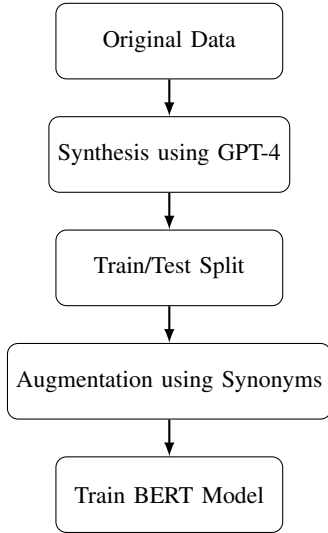 Original Data
Synthesis using GPT-4
Train/Test Split
Augmentation using Synonyms
Train BERT Model